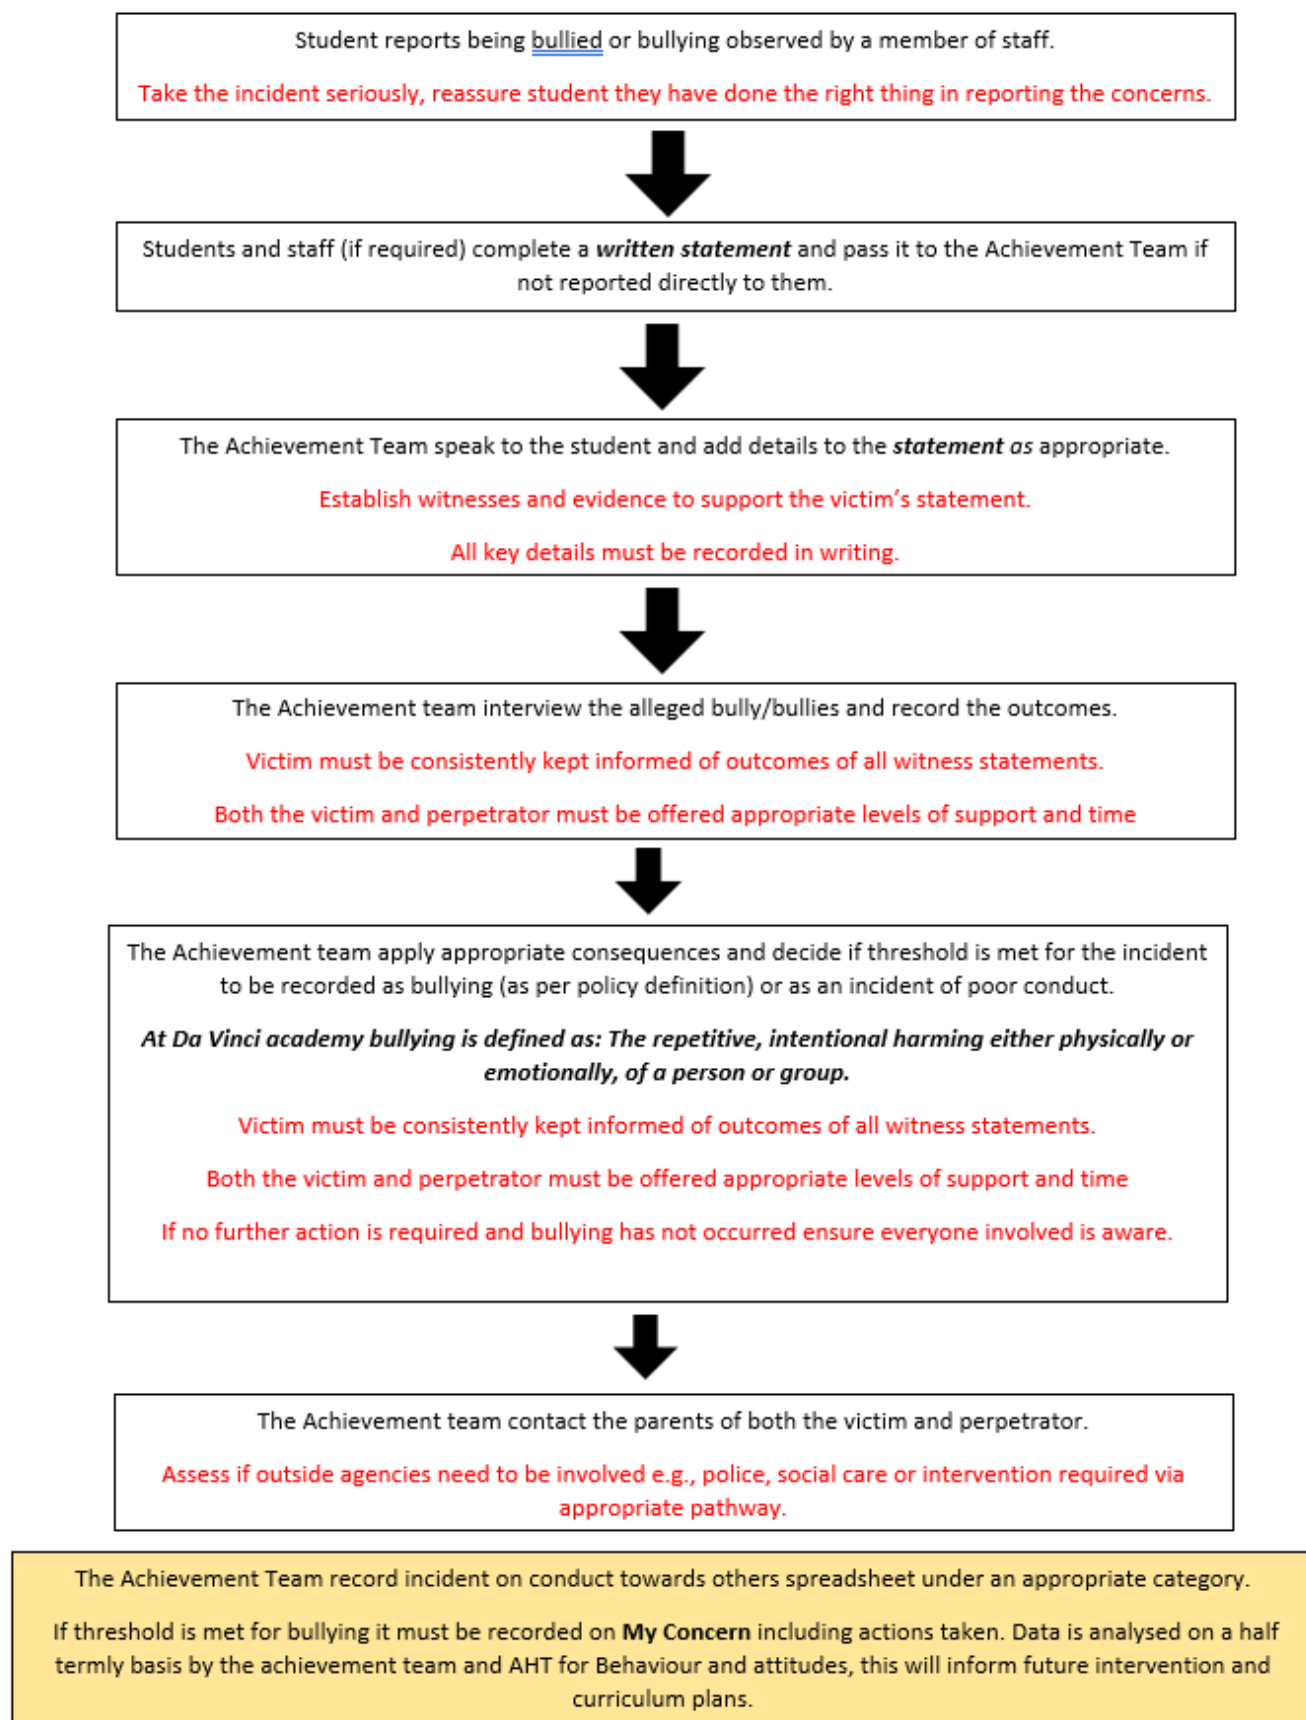 Student reports being bullied or bullying observed by a member of staff.
Take the incident seriously, reassure student they have done the right thing in reporting the concerns.
Students and staff (if required) complete a written statement and pass it to the Achievement Team if
not reported directly to them.
The Achievement Team speak to the student and add details to the statement as appropriate.
Establish witnesses and evidence to support the victim’s statement.
All key details must be recorded in writing.
The Achievement team interview the alleged bully/bullies and record the outcomes.
Victim must be consistently kept informed of outcomes of all witness statements.
Both the victim and perpetrator must be offered appropriate levels of support and time
The Achievement team apply appropriate consequences and decide if threshold is met for the incident
to be recorded as bullying (as per policy definition) or as an incident of poor conduct.
At Da Vinci academy bullying is defined as: The repetitive, intentional harming either physically or
emotionally, of a person or group.
Victim must be consistently kept informed of outcomes of all witness statements.
Both the victim and perpetrator must be offered appropriate levels of support and time
If no further action is required and bullying has not occurred ensure everyone involved is aware.
The Achievement team contact the parents of both the victim and perpetrator.
Assess if outside agencies need to be involved e.g., police, social care or intervention required via
appropriate pathway.
The Achievement Team record incident on conduct towards others spreadsheet under an appropriate category.
If threshold is met for bullying it must be recorded on My Concern including actions taken. Data is analysed on a half
termly basis by the achievement team and AHT for Behaviour and attitudes, this will inform future intervention and
curriculum plans.